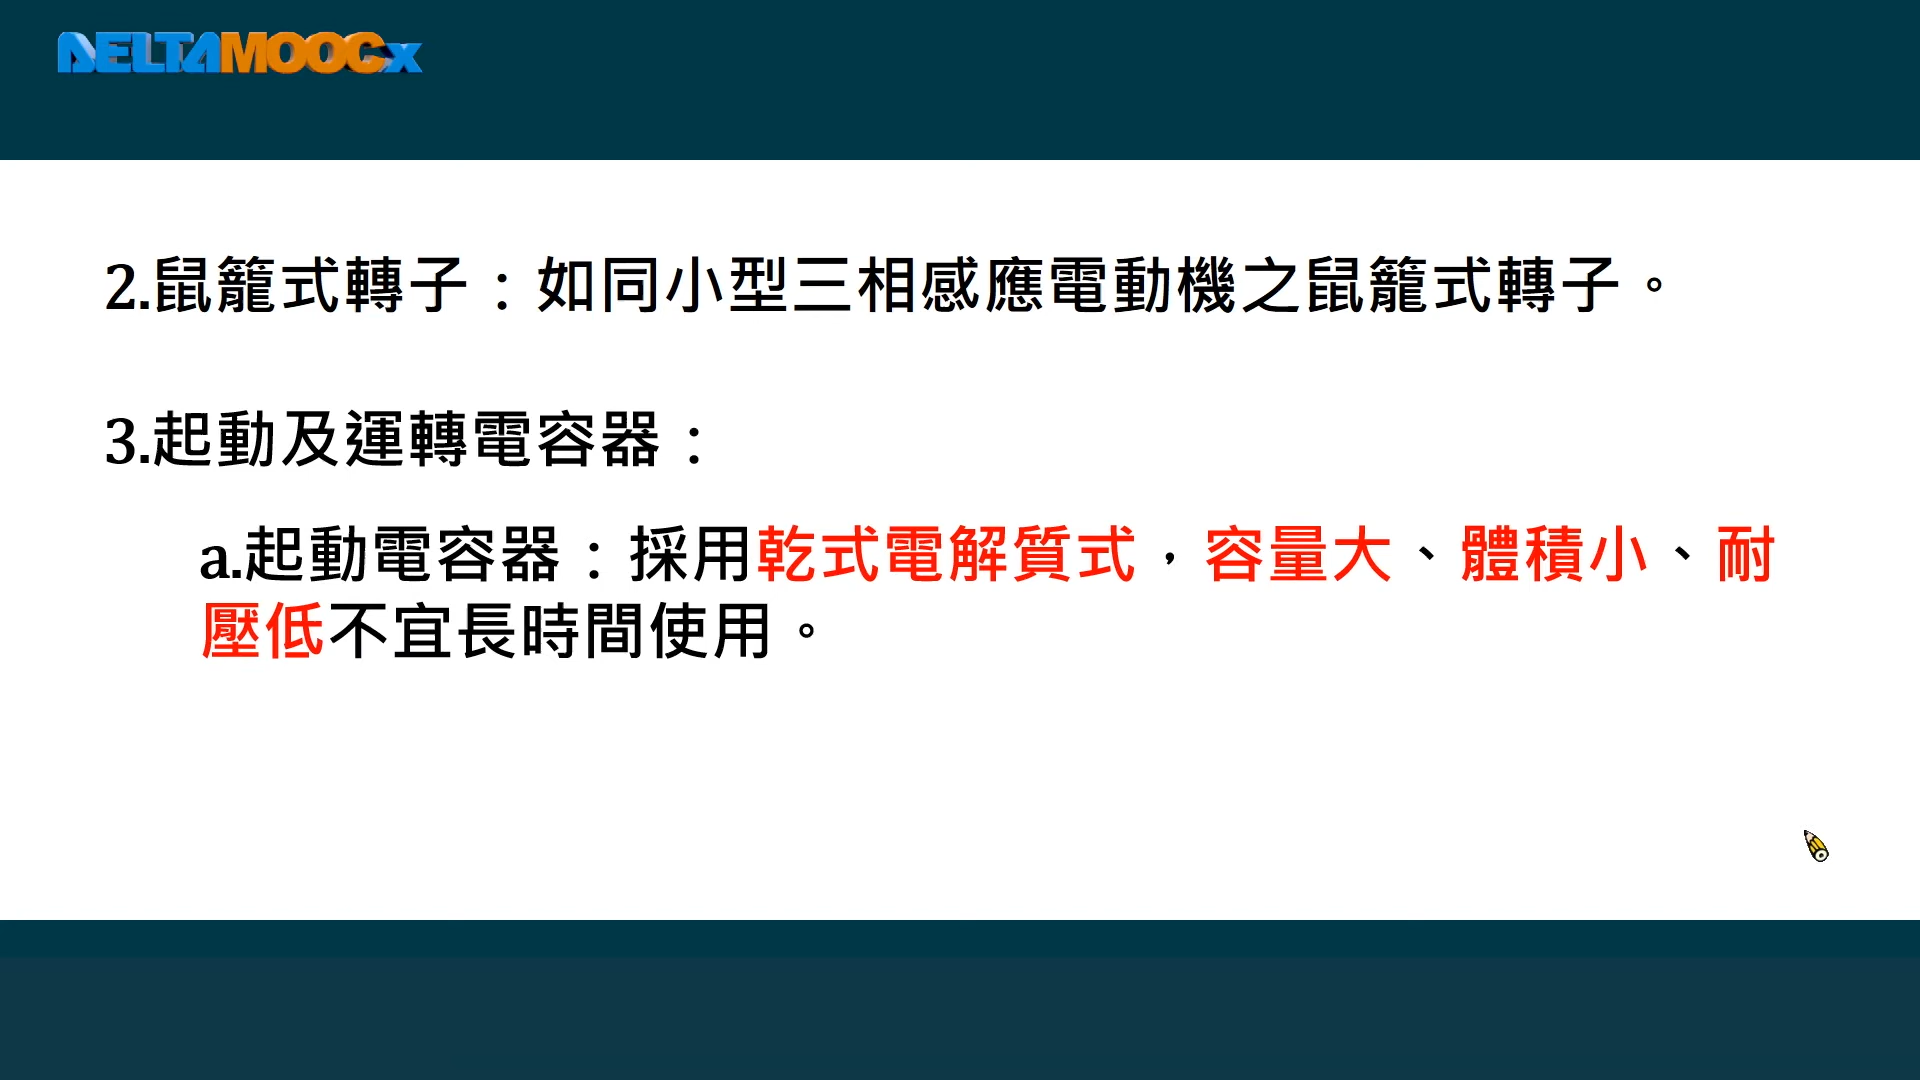 DELTAMOOCx
2.鼠籠式轉子：如同小型三相感應電動機之鼠籠式轉子。
3.起動及運轉電容器：
a.起動電容器：採用乾式電解質式，容量大、體積小、耐
壓低不宜長時間使用。